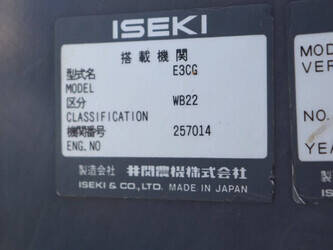 ISEKI
搭載機関
型式名 E3CG
MODEL
区分 WB22
CLASSIFICATION
機関番号 257014
ENG.NO
製造会社 井関農機株式会社
ISEKI & CO.,LTD. MADE IN JAPAN
MOD
VER
NO.
YEA